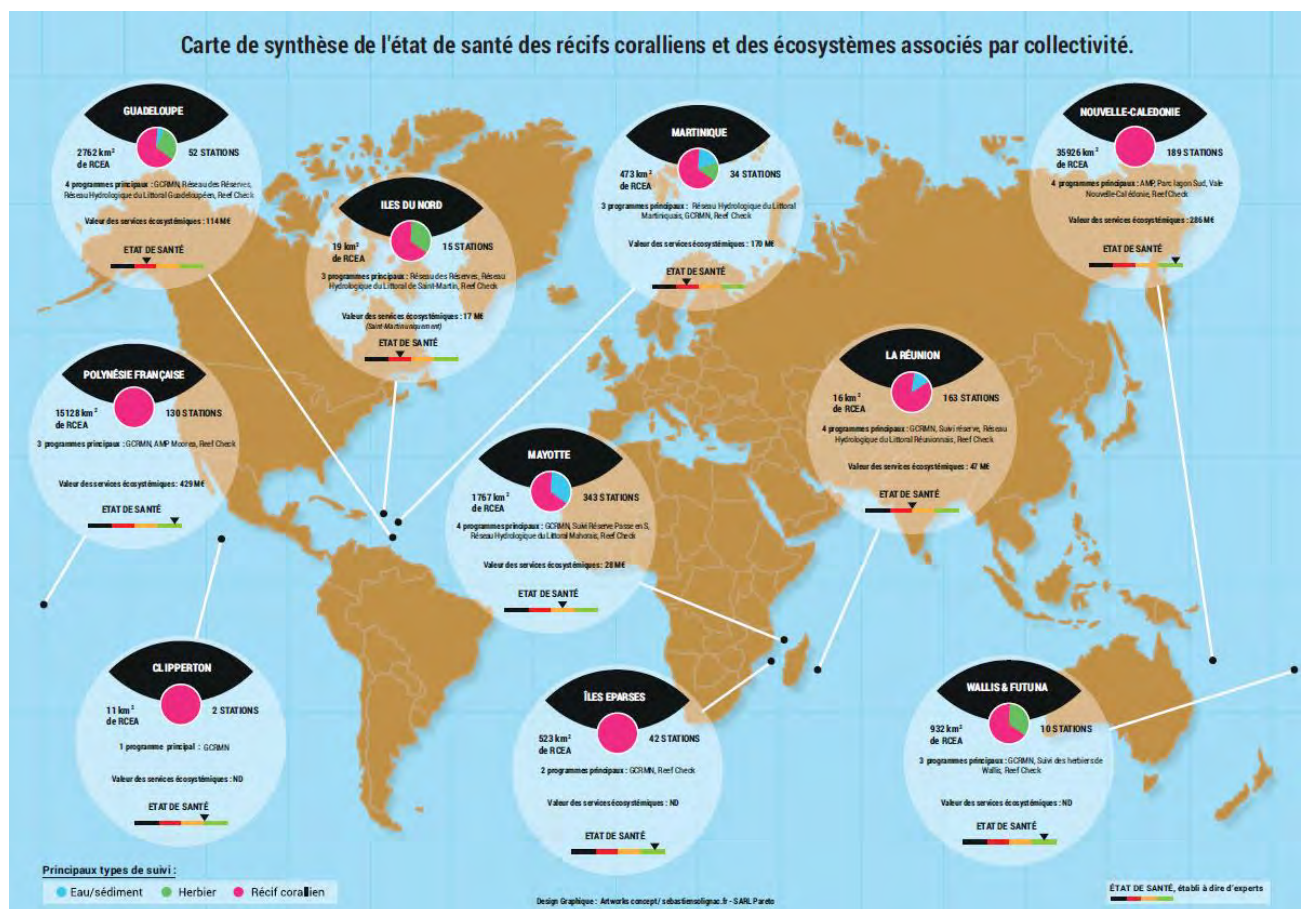 Carte de synthèse de l'état de santé des récifs coralliens et des écosystèmes associés par collectivité.
GUADELOUPE
2762 km²
de RCEA
52 STATIONS
4 programmes principaux : GCRMN, Réseau des Réserves,
Réseau Hydrologique du Littoral Guadeloupéen, Reef Check
Valeur des services écosystémiques : 114 M€
ETAT DE SANTÉ
ILES DU NORD
19 km²
de RCEA
15 STATIONS
3 programmes principaux : Réseau des Réserves, Réseau
Hydrologique du Littoral de Saint-Martin, Reef Check
Valeur des services écosystémiques : 17 M€
(Saint-Martin uniquement)
ETAT DE SANTÉ
MARTINIQUE
473 km²
de RCEA
34 STATIONS
3 programmes principaux : Réseau Hydrologique du Littoral
Martiniquais, GCRMN, Reef Check
Valeur des services écosystémiques : 170 M€
ETAT DE SANTÉ
NOUVELLE-CALEDONIE
35926 km²
de RCEA
189 STATIONS
4 programmes principaux : AMP, Parc lagon Sud, Vale
Nouvelle-Calédonie, Reef Check
Valeur des services écosystémiques : 286 M€
ETAT DE SANTÉ
POLYNÉSIE FRANÇAISE
15128 km²
de RCEA
130 STATIONS
3 programmes principaux : GCRMN, AMP Moorea, Reef Check
Valeur des services écosystémiques : 429 M€
ETAT DE SANTÉ
MAYOTTE
1767 km²
de RCEA
343 STATIONS
4 programmes principaux : GCRMN, Suivi Réserve Passe en S,
Réseau Hydrologique du Littoral Mahorais, Reef Check
Valeur des services écosystémiques : 28 M€
ETAT DE SANTÉ
LA RÉUNION
16 km²
de RCEA
163 STATIONS
4 programmes principaux : GCRMN, Suivi réserve, Réseau
Hydrologique du Littoral Réunionnais, Reef Check
Valeur des services écosystémiques : 47 M€
ETAT DE SANTÉ
CLIPPERTON
11 km²
de RCEA
2 STATIONS
1 programme principal : GCRMN
Valeur des services écosystémiques : ND
ETAT DE SANTÉ
ÎLES EPARSES
523 km²
de RCEA
42 STATIONS
2 programmes principaux : GCRMN, Reef Check
Valeur des services écosystémiques : ND
ETAT DE SANTÉ
WALLIS & FUTUNA
932 km²
de RCEA
10 STATIONS
3 programmes principaux : GCRMN, Suivi des herbiers de
Wallis, Reef Check
Valeur des services écosystémiques : ND
ETAT DE SANTÉ
Principaux types de suivi :
Eau/sédiment
Herbier
Récif corallien
Design Graphique : Artworks concept/ sebastiensolignac.fr - SARL Pareto
ÉTAT DE SANTÉ, établi à dire d'experts